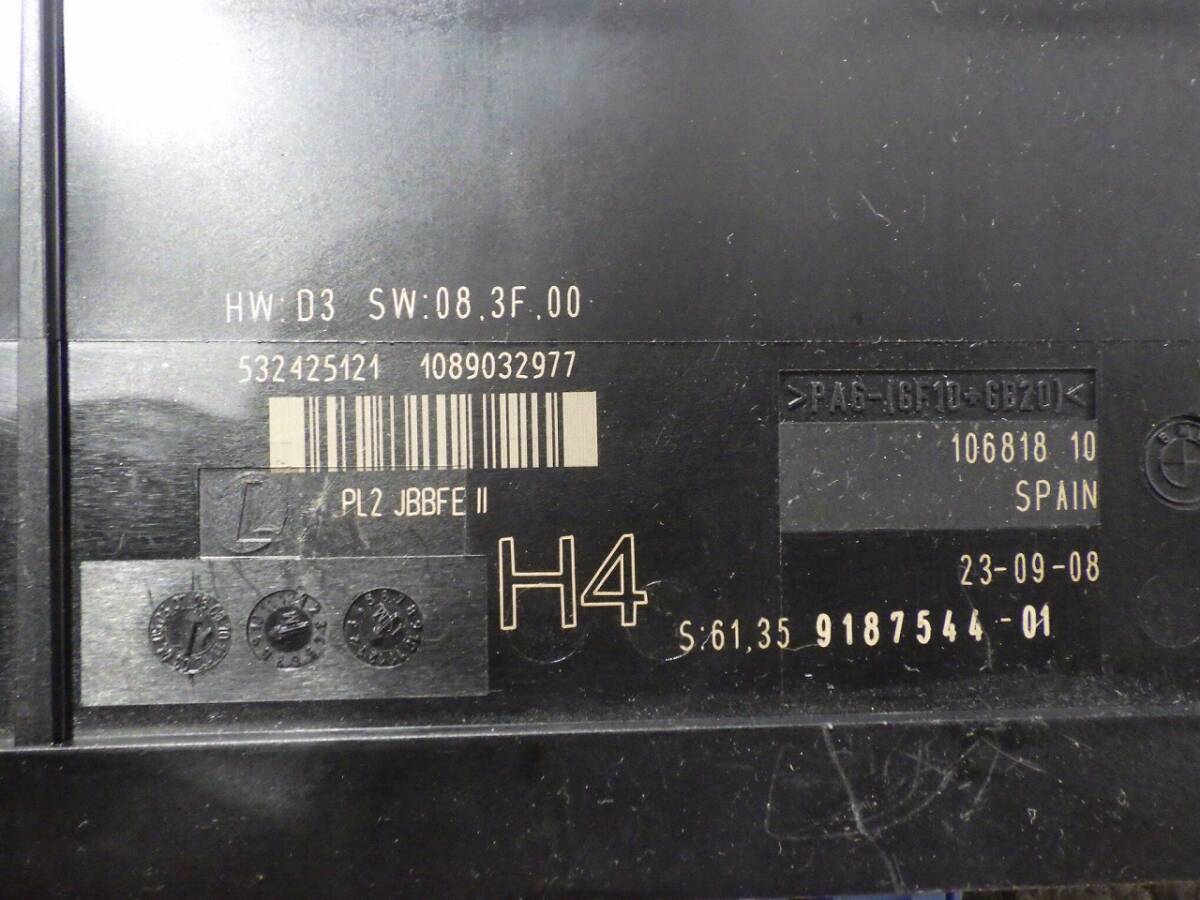 HW:D3 SW:08.3F.00
532425121 1089032977
PL2 JBBFE II
H4
>PA6-(GF10+GB20)<
106818 10
SPAIN
23-09-08
S:61,35 9187544-01